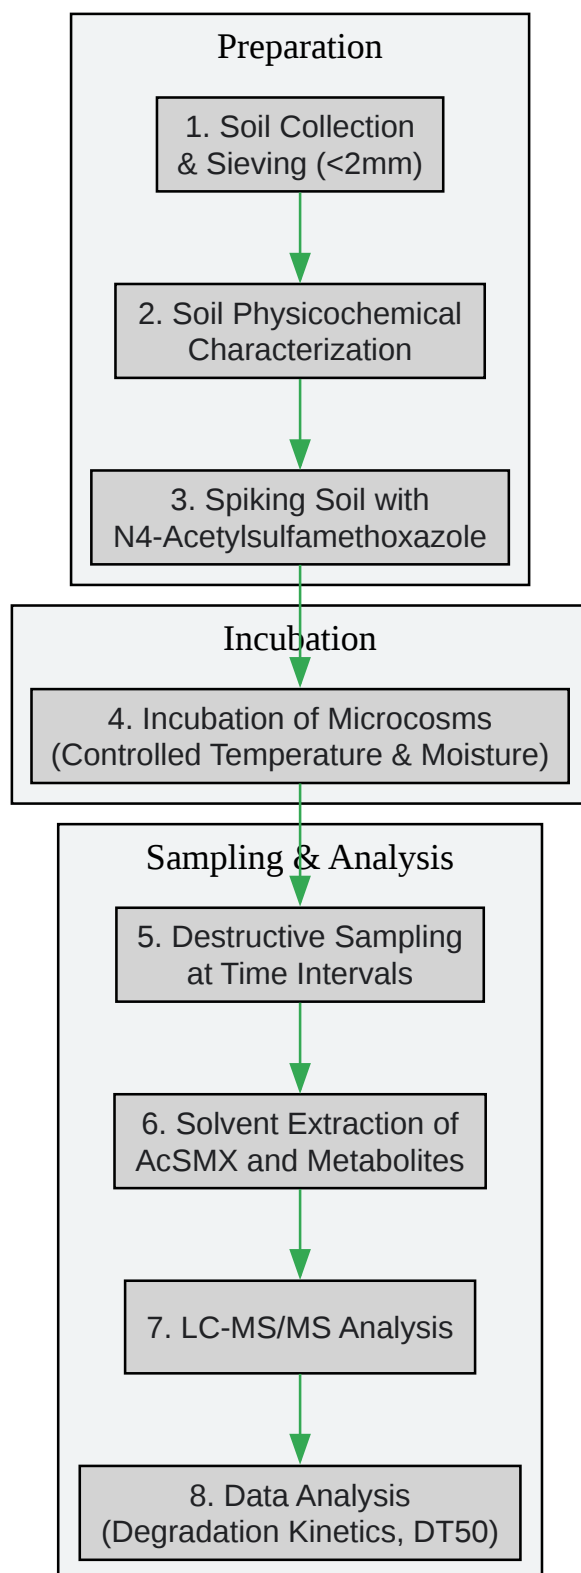 Preparation
1. Soil Collection
& Sieving (<2mm)
2. Soil Physicochemical
Characterization
3. Spiking Soil with
N4-Acetylsulfamethoxazole
Incubation
4. Incubation of Microcosms
(Controlled Temperature & Moisture)
Sampling & Analysis
5. Destructive Sampling
at Time Intervals
6. Solvent Extraction of
AcSMX and Metabolites
7. LC-MS/MS Analysis
8. Data Analysis
(Degradation Kinetics, DT50)